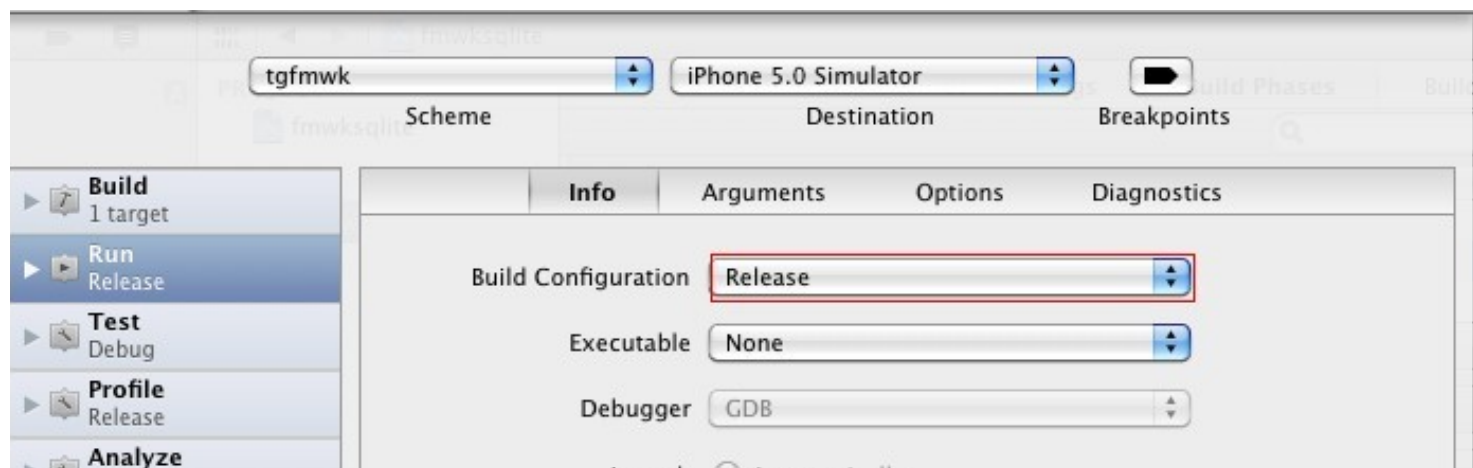 fmwksqlite
tgfmwk
iPhone 5.0 Simulator
Build Phases
Scheme
Destination
Breakpoints
fmwksqlite
Info
Arguments
Options
Diagnostics
Build
1 target
Run
Release
Test
Debug
Profile
Release
Analyze
Build Configuration
Release
Executable
None
Debugger
GDB